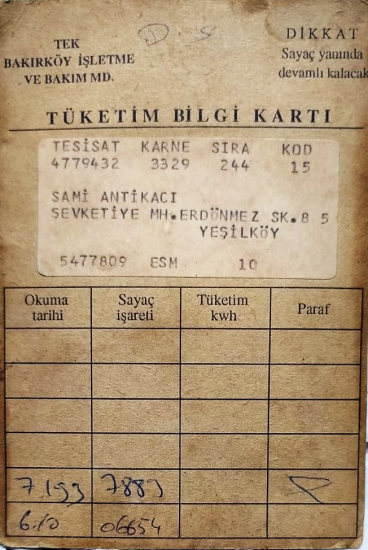 TEK
BAKIRKÖY İŞLETME
VE BAKIM MD.
D.S
DİKKAT
Sayaç yanında
devamlı kalacak
TÜKETİM BİLGİ KARTI
TESİSAT KARNE SIRA KOD
4779432 3329 244 15
SAMİ ANTİKACI
ŞEVKETİYE MH.ERDÖNMEZ SK.8 5
YEŞİLKÖY
5477809 ESM 10
Okuma tarihi
Sayaç işareti
Tüketim kwh
Paraf
6.10 06654